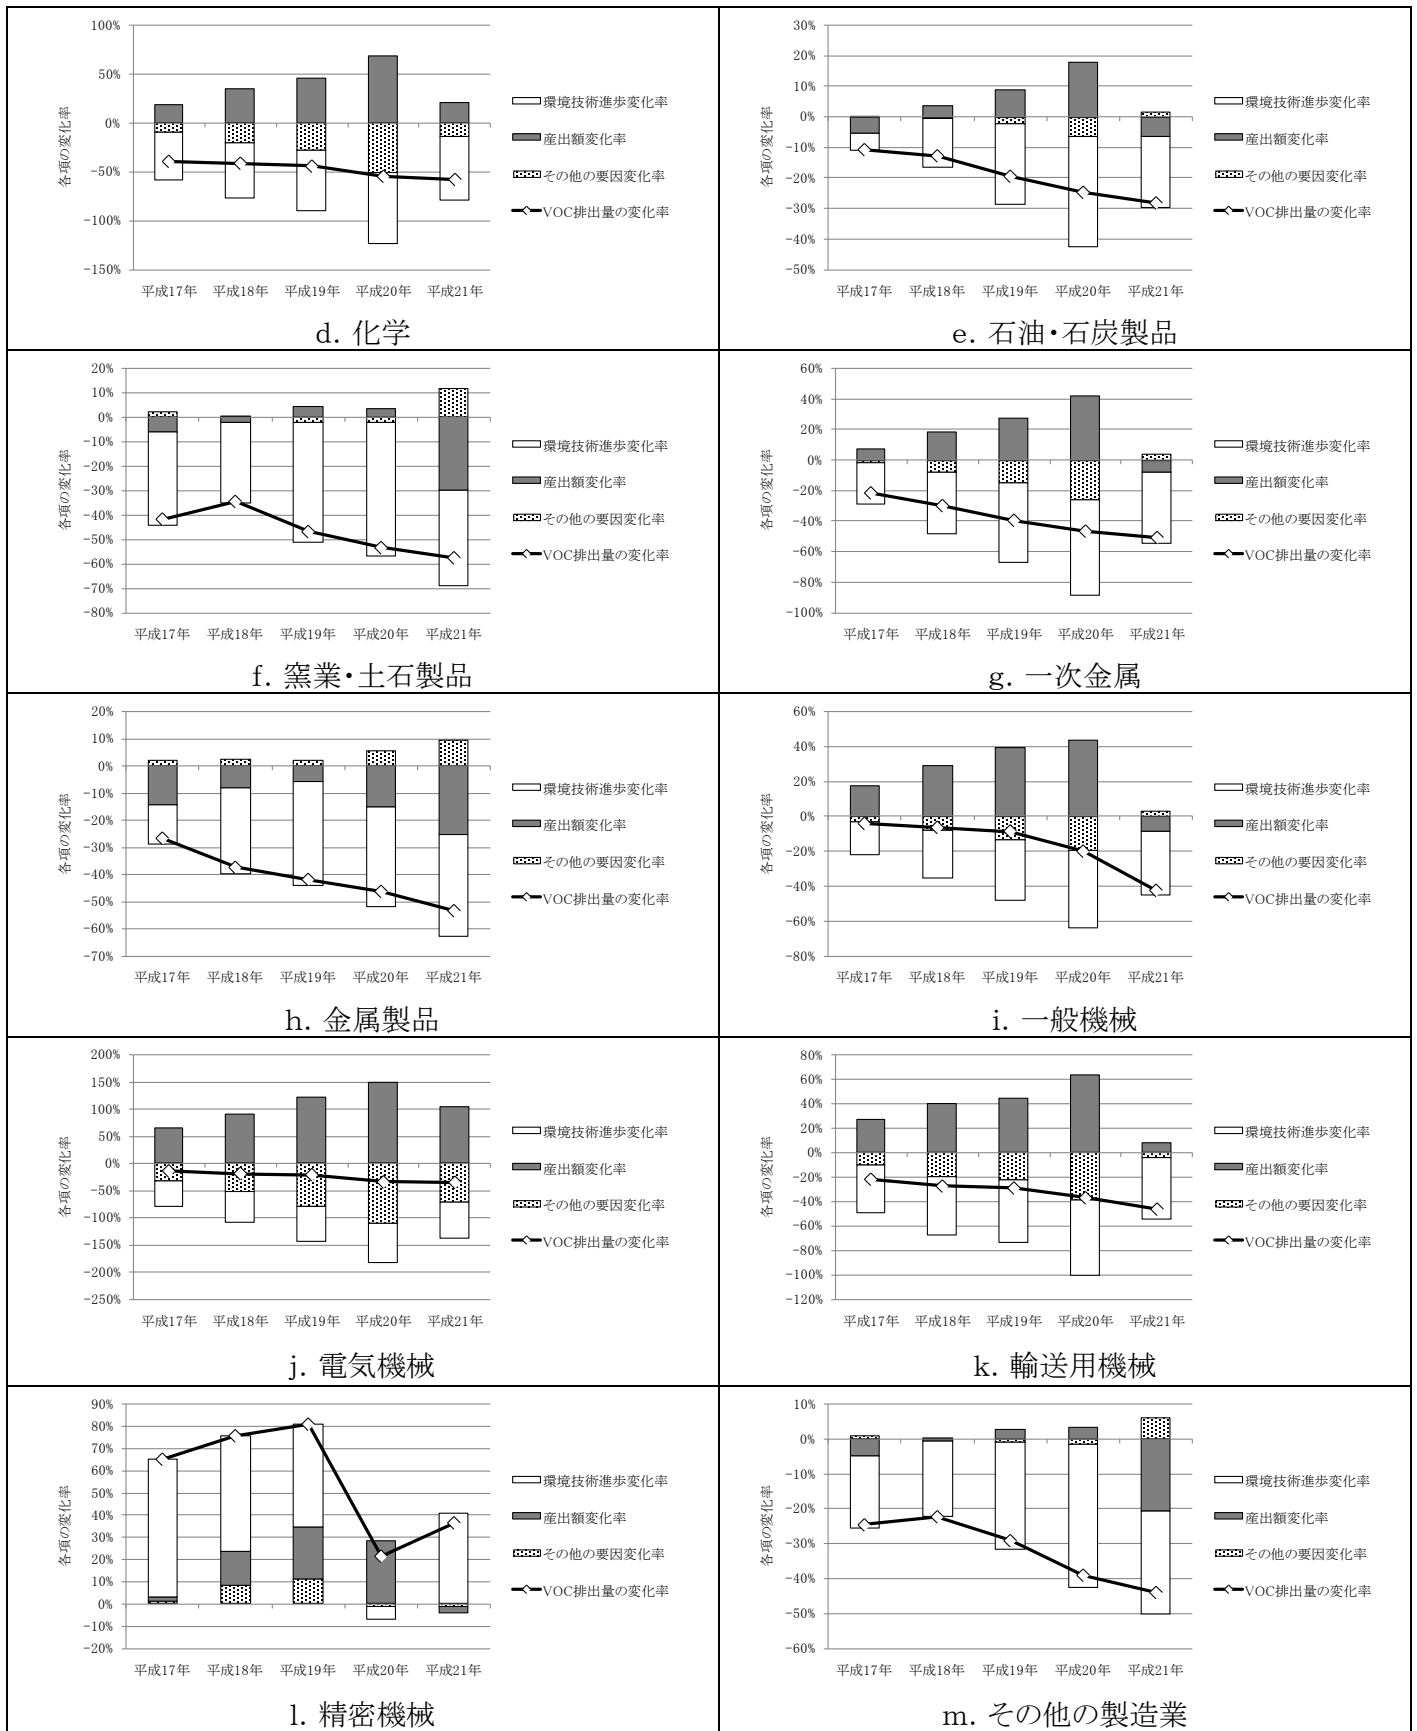 100%
50%
0%
-50%
-100%
-150%
各項の変化率
平成17年 平成18年 平成19年 平成20年 平成21年
環境技術進歩変化率
産出額変化率
その他の要因変化率
VOC排出量の変化率
d. 化学
30%
20%
10%
0%
-10%
-20%
-30%
-40%
-50%
各項の変化率
平成17年 平成18年 平成19年 平成20年 平成21年
環境技術進歩変化率
産出額変化率
その他の要因変化率
VOC排出量の変化率
e. 石油・石炭製品
20%
10%
0%
-10%
-20%
-30%
-40%
-50%
-60%
-70%
-80%
各項の変化率
平成17年 平成18年 平成19年 平成20年 平成21年
環境技術進歩変化率
産出額変化率
その他の要因変化率
VOC排出量の変化率
f. 窯業・土石製品
60%
40%
20%
0%
-20%
-40%
-60%
-80%
-100%
各項の変化率
平成17年 平成18年 平成19年 平成20年 平成21年
環境技術進歩変化率
産出額変化率
その他の要因変化率
VOC排出量の変化率
g. 一次金属
20%
10%
0%
-10%
-20%
-30%
-40%
-50%
-60%
-70%
各項の変化率
平成17年 平成18年 平成19年 平成20年 平成21年
環境技術進歩変化率
産出額変化率
その他の要因変化率
VOC排出量の変化率
h. 金属製品
60%
40%
20%
0%
-20%
-40%
-60%
-80%
各項の変化率
平成17年 平成18年 平成19年 平成20年 平成21年
環境技術進歩変化率
産出額変化率
その他の要因変化率
VOC排出量の変化率
i. 一般機械
200%
150%
100%
50%
0%
-50%
-100%
-150%
-200%
-250%
各項の変化率
平成17年 平成18年 平成19年 平成20年 平成21年
環境技術進歩変化率
産出額変化率
その他の要因変化率
VOC排出量の変化率
j. 電気機械
80%
60%
40%
20%
0%
-20%
-40%
-60%
-80%
-100%
-120%
各項の変化率
平成17年 平成18年 平成19年 平成20年 平成21年
環境技術進歩変化率
産出額変化率
その他の要因変化率
VOC排出量の変化率
k. 輸送用機械
90%
80%
70%
60%
50%
40%
30%
20%
10%
0%
-10%
-20%
各項の変化率
平成17年 平成18年 平成19年 平成20年 平成21年
環境技術進歩変化率
産出額変化率
その他の要因変化率
VOC排出量の変化率
l. 精密機械
10%
0%
-10%
-20%
-30%
-40%
-50%
-60%
各項の変化率
平成17年 平成18年 平成19年 平成20年 平成21年
環境技術進歩変化率
産出額変化率
その他の要因変化率
VOC排出量の変化率
m. その他の製造業